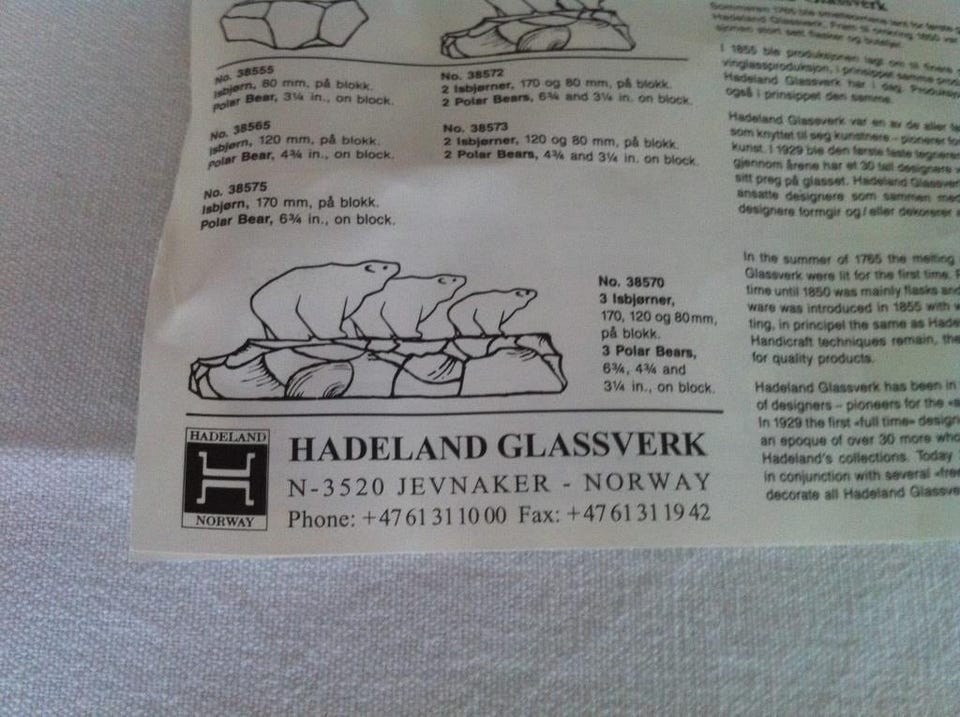 No. 38555
Isbjørn, 80 mm, på blokk.
Polar Bear, 3¼ in., on block.
No. 38565
Isbjørn, 120 mm, på blokk.
Polar Bear, 4¾ in., on block.
No. 38575
Isbjørn, 170 mm, på blokk.
Polar Bear, 6¾ in., on block.
No. 38572
2 Isbjørner, 170 og 80 mm, på blokk.
2 Polar Bears, 6¾ and 3¼ in., on block.
No. 38573
2 Isbjørner, 120 og 80 mm, på blokk.
2 Polar Bears, 4¾ and 3¼ in., on block.
No. 38570
3 Isbjørner,
170, 120 og 80mm,
på blokk.
3 Polar Bears,
6¾, 4¾ and
3¼ in., on block.
HADELAND
NORWAY
HADELAND GLASSVERK
N-3520 JEVNAKER - NORWAY
Phone: +47 61 31 10 00 Fax: +47 61 31 19 42
Glassverk
Hadeland Glassverk.
I 1855 ble produksjonen lagt om til finere
vinglassproduksjon, i prinsippet samme
Hadeland Glassverk har i dag.
også i prinsippet den samme.
Hadeland Glassverk var en av de aller
som knyttet til seg kunstnere – pionerer
kunst. I 1929 ble den første faste
gjennom årene har et 30 tall designere
sitt preg på glasset. Hadeland
ansatte designere som sammen med
designere formgir og/eller dekorerer
In the summer of 1765 the melting
Glassverk were lit for the first time.
time until 1850 was mainly flasks and
ware was introduced in 1855 with
ting, in principel the same as
Handicraft techniques remain,
for quality products.
Hadeland Glassverk has been in
of designers – pioneers for the
In 1929 the first «full time»
an epoque of over 30 more who
Hadeland's collections. Today
in conjunction with several
decorate all Hadeland